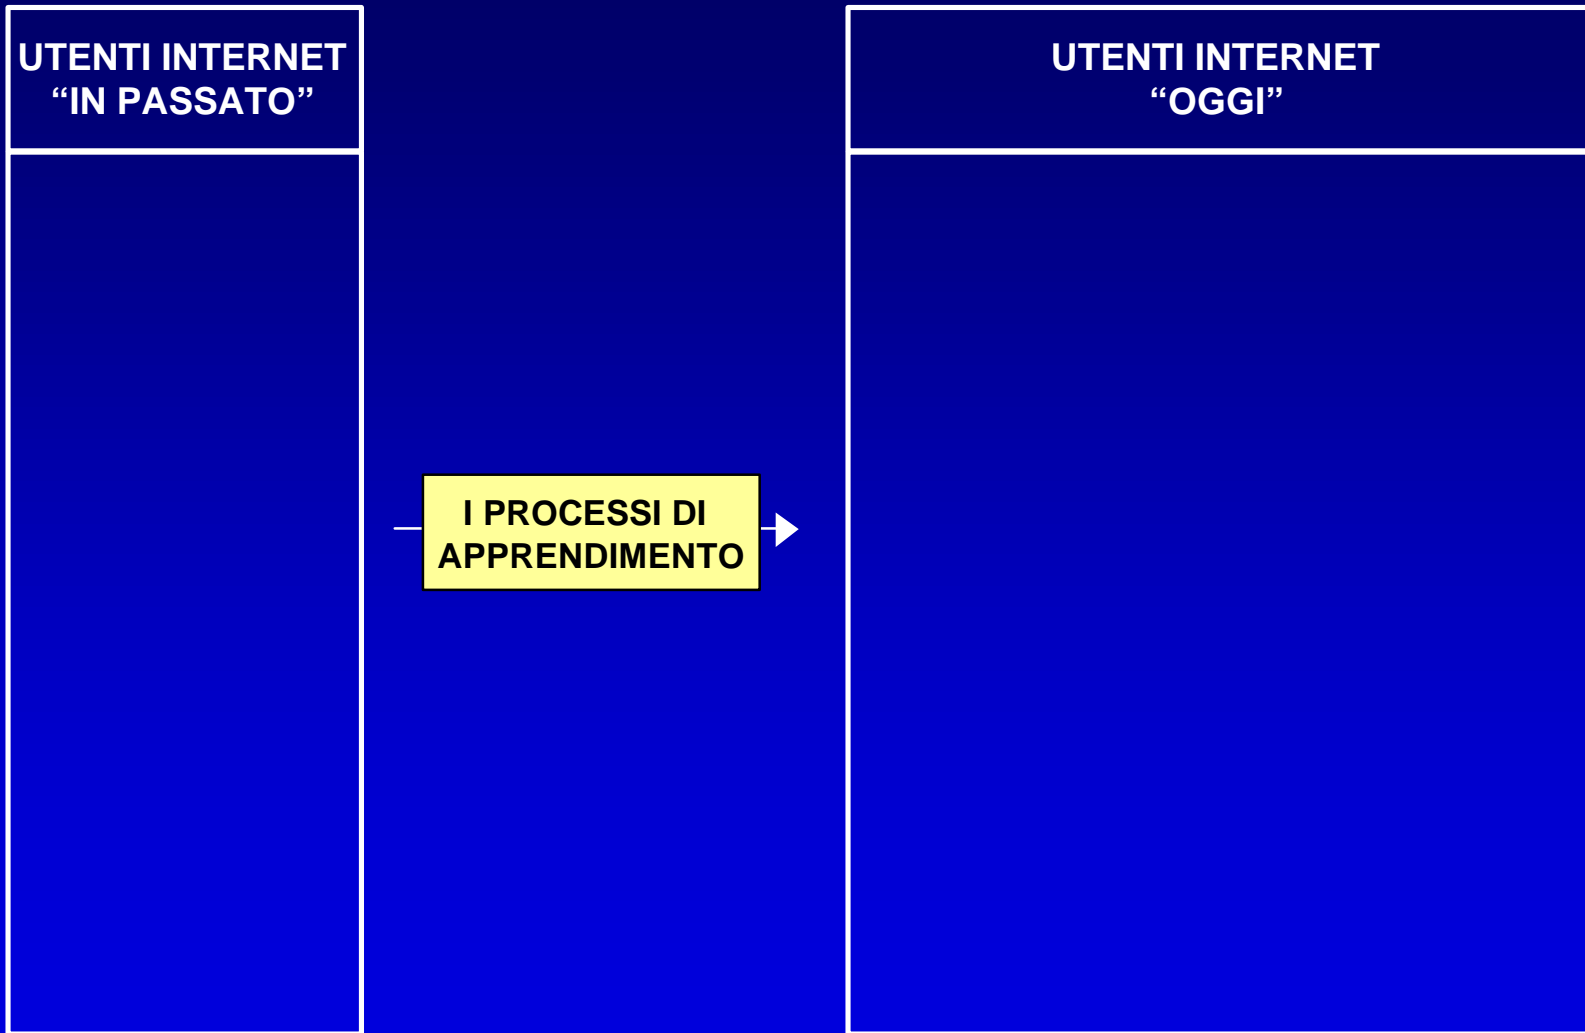 UTENTI INTERNET
“IN PASSATO”
UTENTI INTERNET
“OGGI”
I PROCESSI DI
APPRENDIMENTO